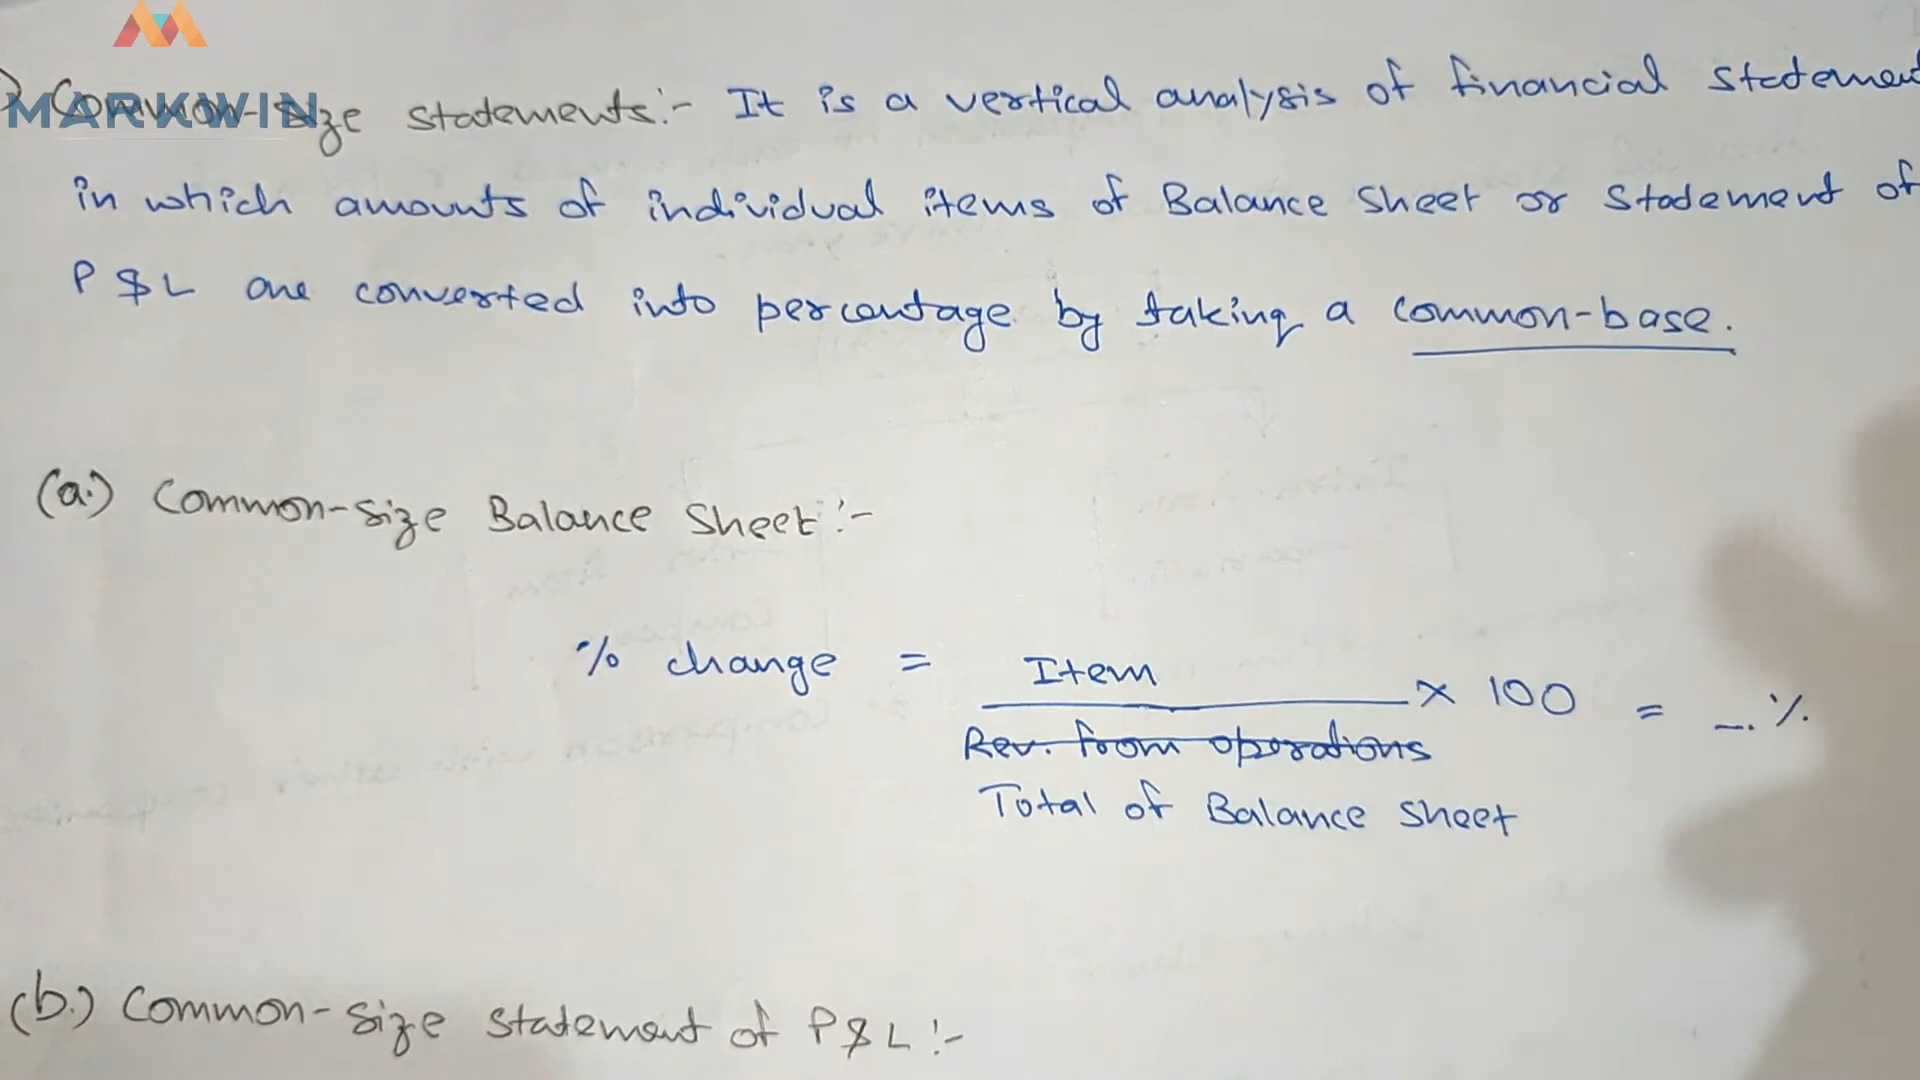 MARKWIN
Common-size statements:- It is a vertical analysis of financial statement
in which amounts of individual items of Balance Sheet or Statement of
P & L are converted into percentage by taking a common-base.
(a.) Common-size Balance Sheet:-
% change = Item × 100 = _. %
Rev. from operations
Total of Balance Sheet
(b.) Common-size statement of P & L:-